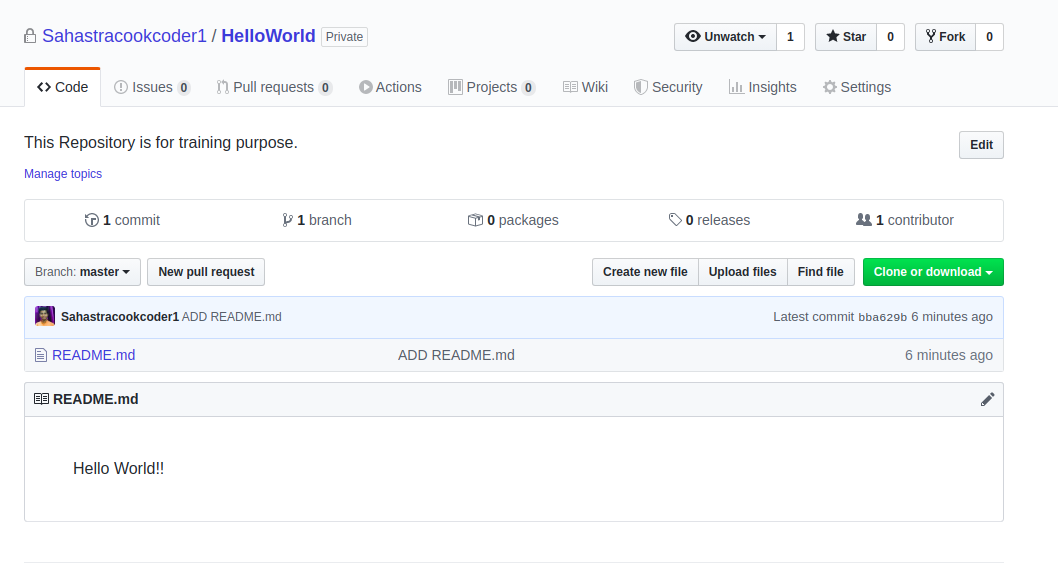 Sahastracookcoder1 / HelloWorld Private Unwatch 1 Star 0 Fork 0
Code Issues 0 Pull requests 0 Actions Projects 0 Wiki Security Insights Settings
This Repository is for training purpose. Edit
Manage topics
1 commit 1 branch 0 packages 0 releases 1 contributor
Branch: master New pull request Create new file Upload files Find file Clone or download
Sahastracookcoder1 ADD README.md Latest commit bba629b 6 minutes ago
README.md ADD README.md 6 minutes ago
README.md
Hello World!!